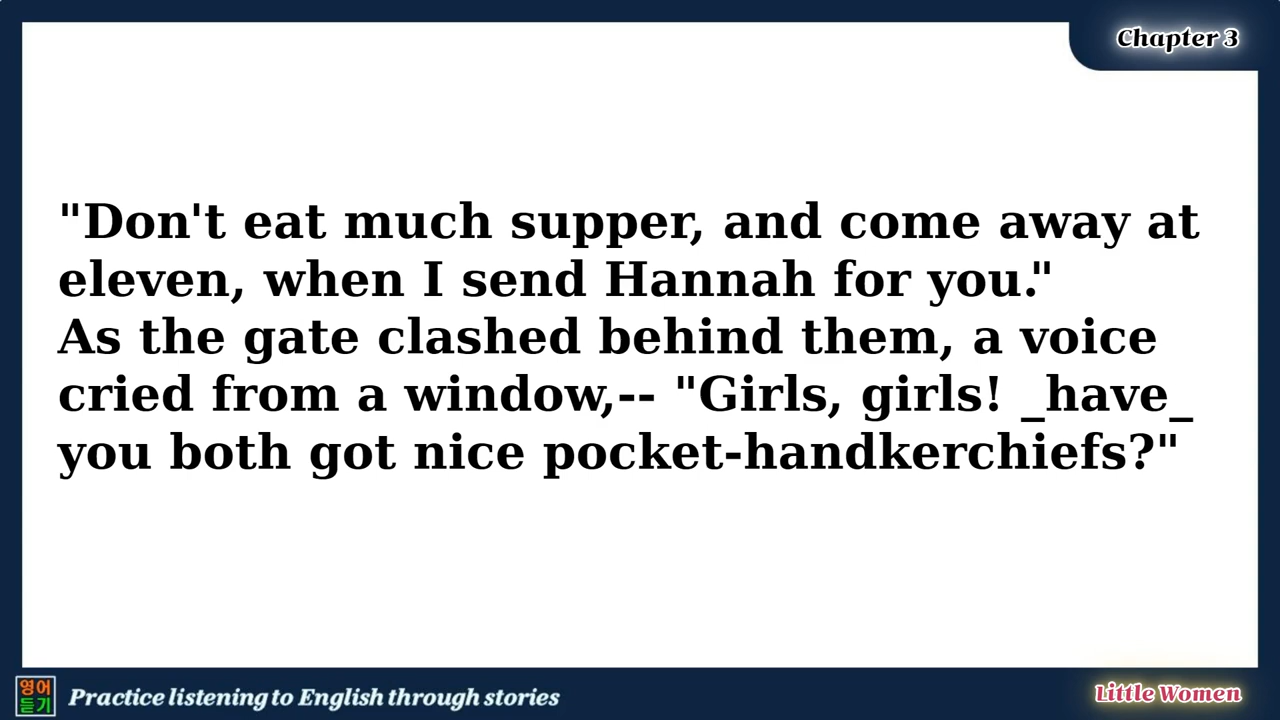 Chapter 3
"Don't eat much supper, and come away at
eleven, when I send Hannah for you."
As the gate clashed behind them, a voice
cried from a window,-- "Girls, girls! _have_
you both got nice pocket-handkerchiefs?"
영어
듣기
Practice listening to English through stories
Little Women